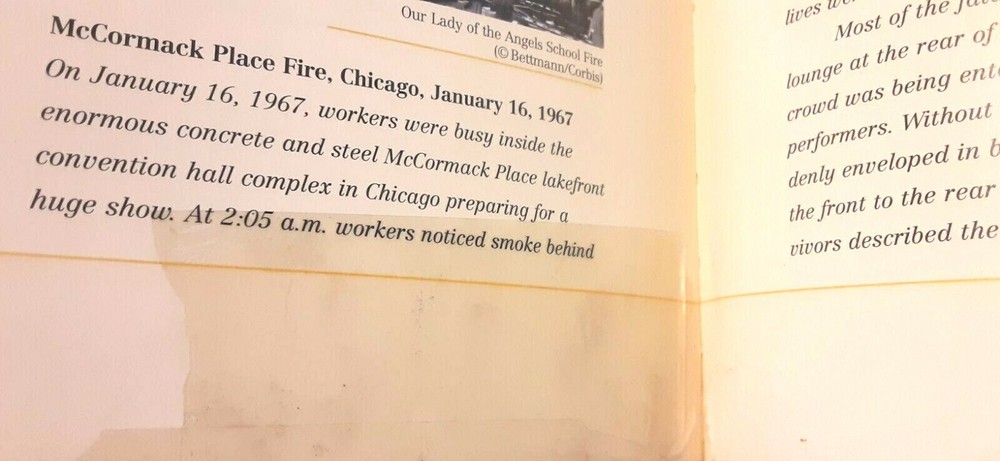 Our Lady of the Angels School Fire
(© Bettmann/Corbis)
McCormack Place Fire, Chicago, January 16, 1967
On January 16, 1967, workers were busy inside the
enormous concrete and steel McCormack Place lakefront
convention hall complex in Chicago preparing for a
huge show. At 2:05 a.m. workers noticed smoke behind
lives
Most of the
lounge at the rear of
crowd was being
performers. Without
denly enveloped in
the front to the rear
vivors described the